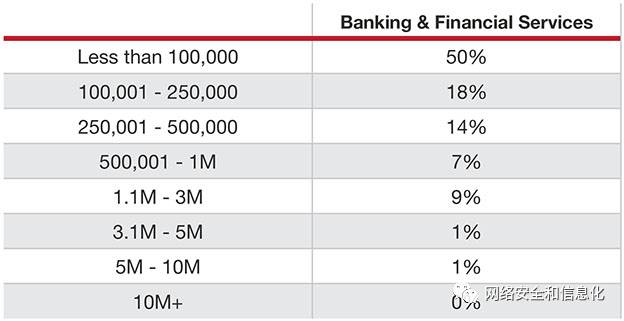 Banking & Financial Services
Less than 100,000 50%
100,001 - 250,000 18%
250,001 - 500,000 14%
500,001 - 1M 7%
1.1M - 3M 9%
3.1M - 5M 1%
5M - 10M 1%
10M+ 0%
网络安全和信息化